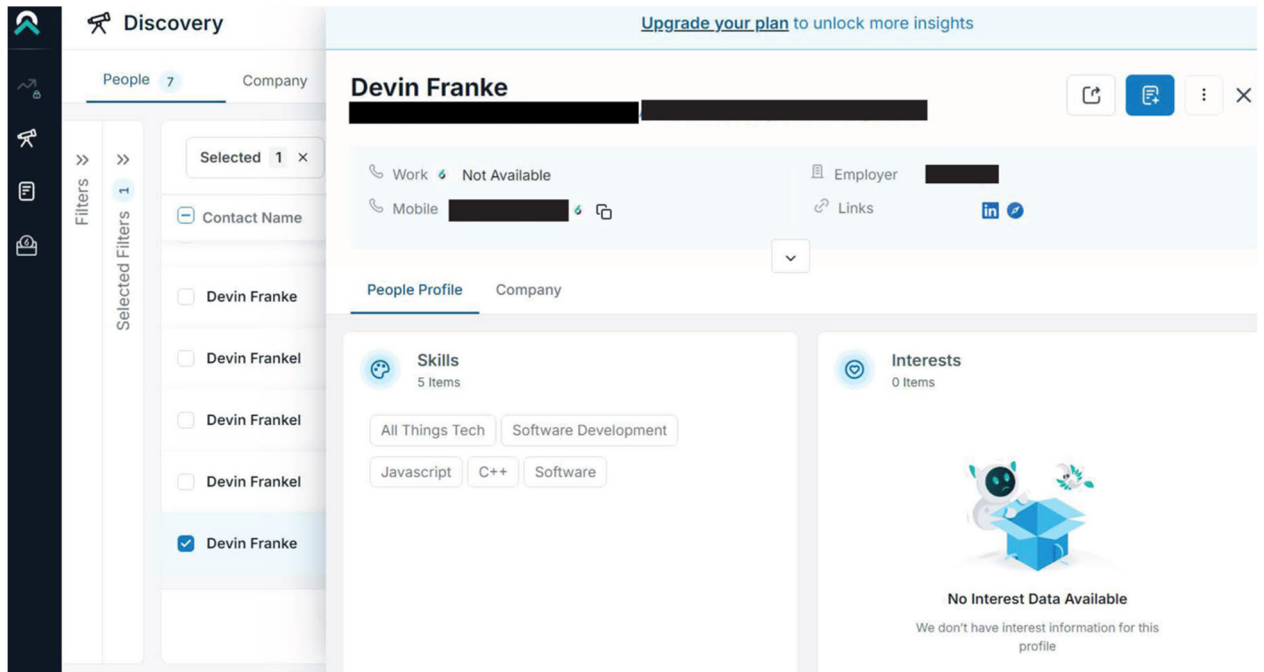 Discovery
Upgrade your plan to unlock more insights
People 7
Company
Devin Franke
Filters
Selected Filters 1
Selected 1 ×
Contact Name
Devin Franke
Devin Frankel
Devin Frankel
Devin Frankel
Devin Franke
Work Not Available
Mobile
Employer
Links
in
People Profile
Company
Skills
5 Items
All Things Tech
Software Development
Javascript
C++
Software
Interests
0 Items
No Interest Data Available
We don't have interest information for this
profile